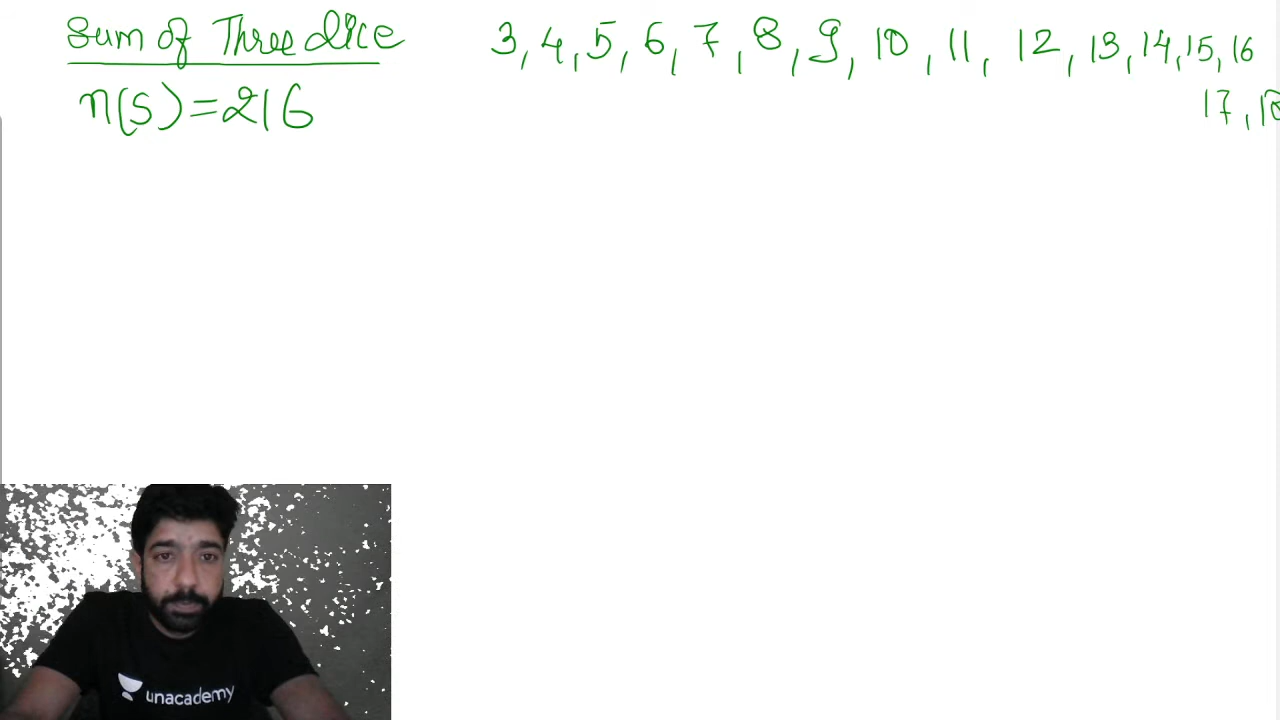 Sum of Three dice
3, 4, 5, 6, 7, 8, 9, 10, 11, 12, 13, 14, 15, 16
17, 18
n(s) = 216
unacademy